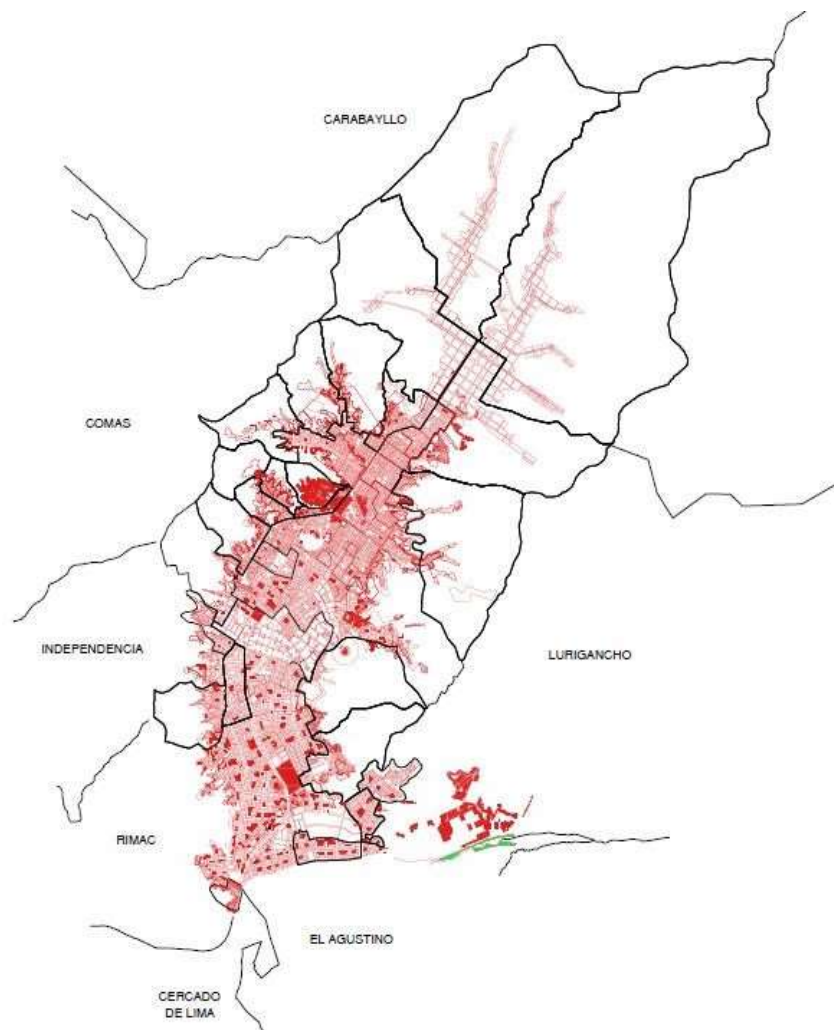 CARABAYLLO
COMAS
INDEPENDENCIA
LURIGANCHO
RIMAC
EL AGUSTINO
CERCADO
DE LIMA